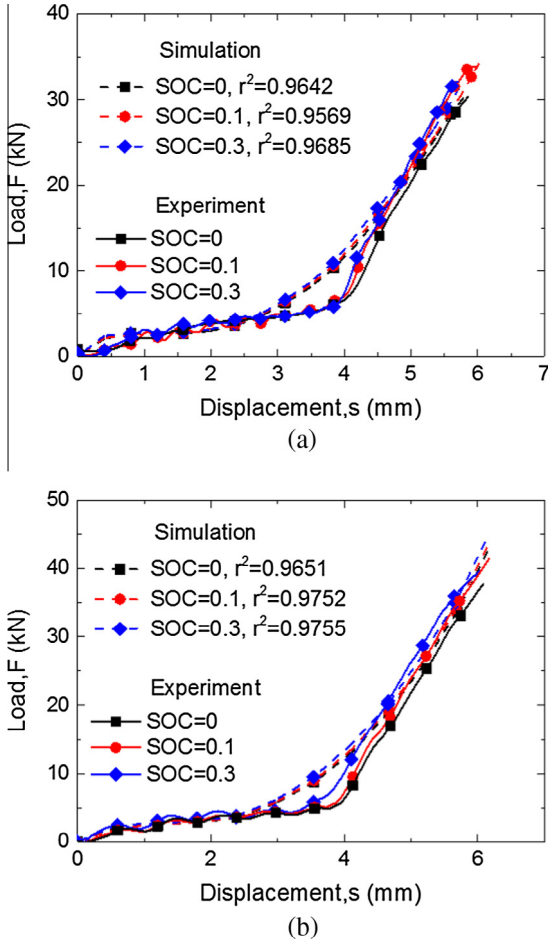 40
30
20
10
0
Load,F (kN)
Simulation
SOC=0, r²=0.9642
SOC=0.1, r²=0.9569
SOC=0.3, r²=0.9685
Experiment
SOC=0
SOC=0.1
SOC=0.3
0 1 2 3 4 5 6 7
Displacement,s (mm)
(a)
50
40
30
20
10
0
Load,F (kN)
Simulation
SOC=0, r²=0.9651
SOC=0.1, r²=0.9752
SOC=0.3, r²=0.9755
Experiment
SOC=0
SOC=0.1
SOC=0.3
0 2 4 6
Displacement,s (mm)
(b)